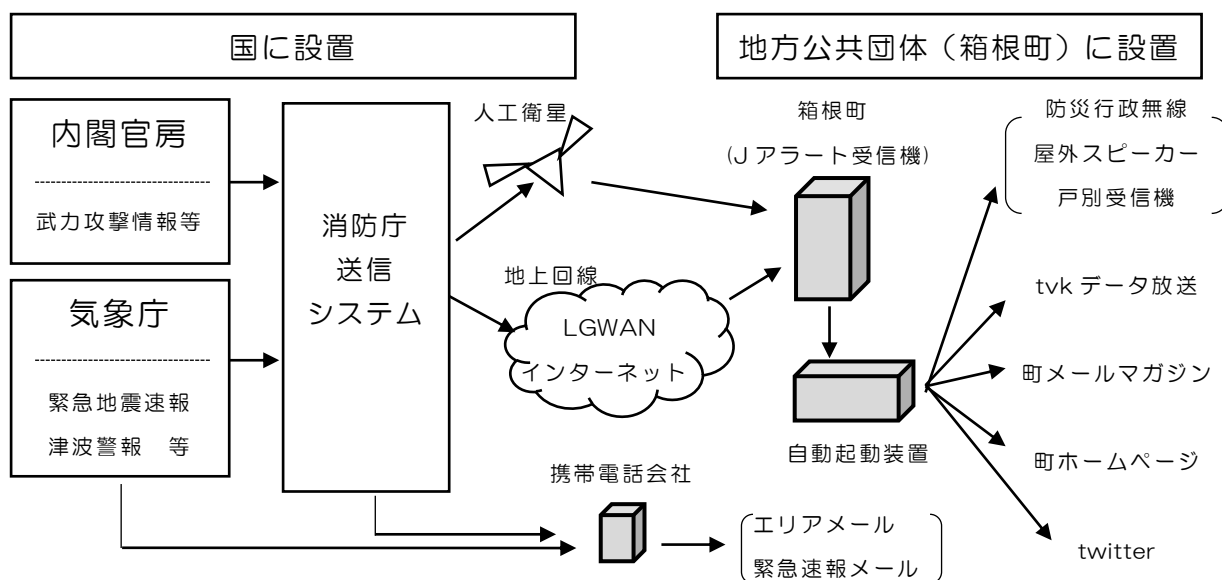 国に設置
地方公共団体（箱根町）に設置
内閣官房
武力攻撃情報等
気象庁
緊急地震速報
津波警報　等
消防庁
送信
システム
人工衛星
地上回線
LGWAN
インターネット
箱根町
(Jアラート受信機)
自動起動装置
防災行政無線
屋外スピーカー
戸別受信機
tvkデータ放送
町メールマガジン
町ホームページ
twitter
携帯電話会社
エリアメール
緊急速報メール